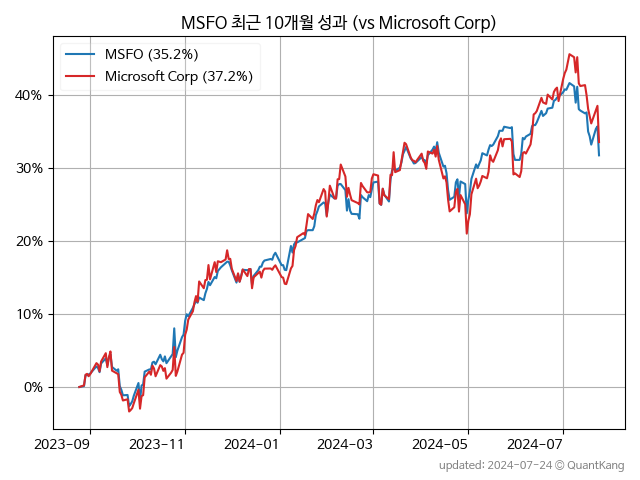 MSFO 최근 10개월 성과 (vs Microsoft Corp)
MSFO (35.2%)
Microsoft Corp (37.2%)
40%
30%
20%
10%
0%
2023-09
2023-11
2024-01
2024-03
2024-05
2024-07
updated: 2024-07-24 © QuantKang